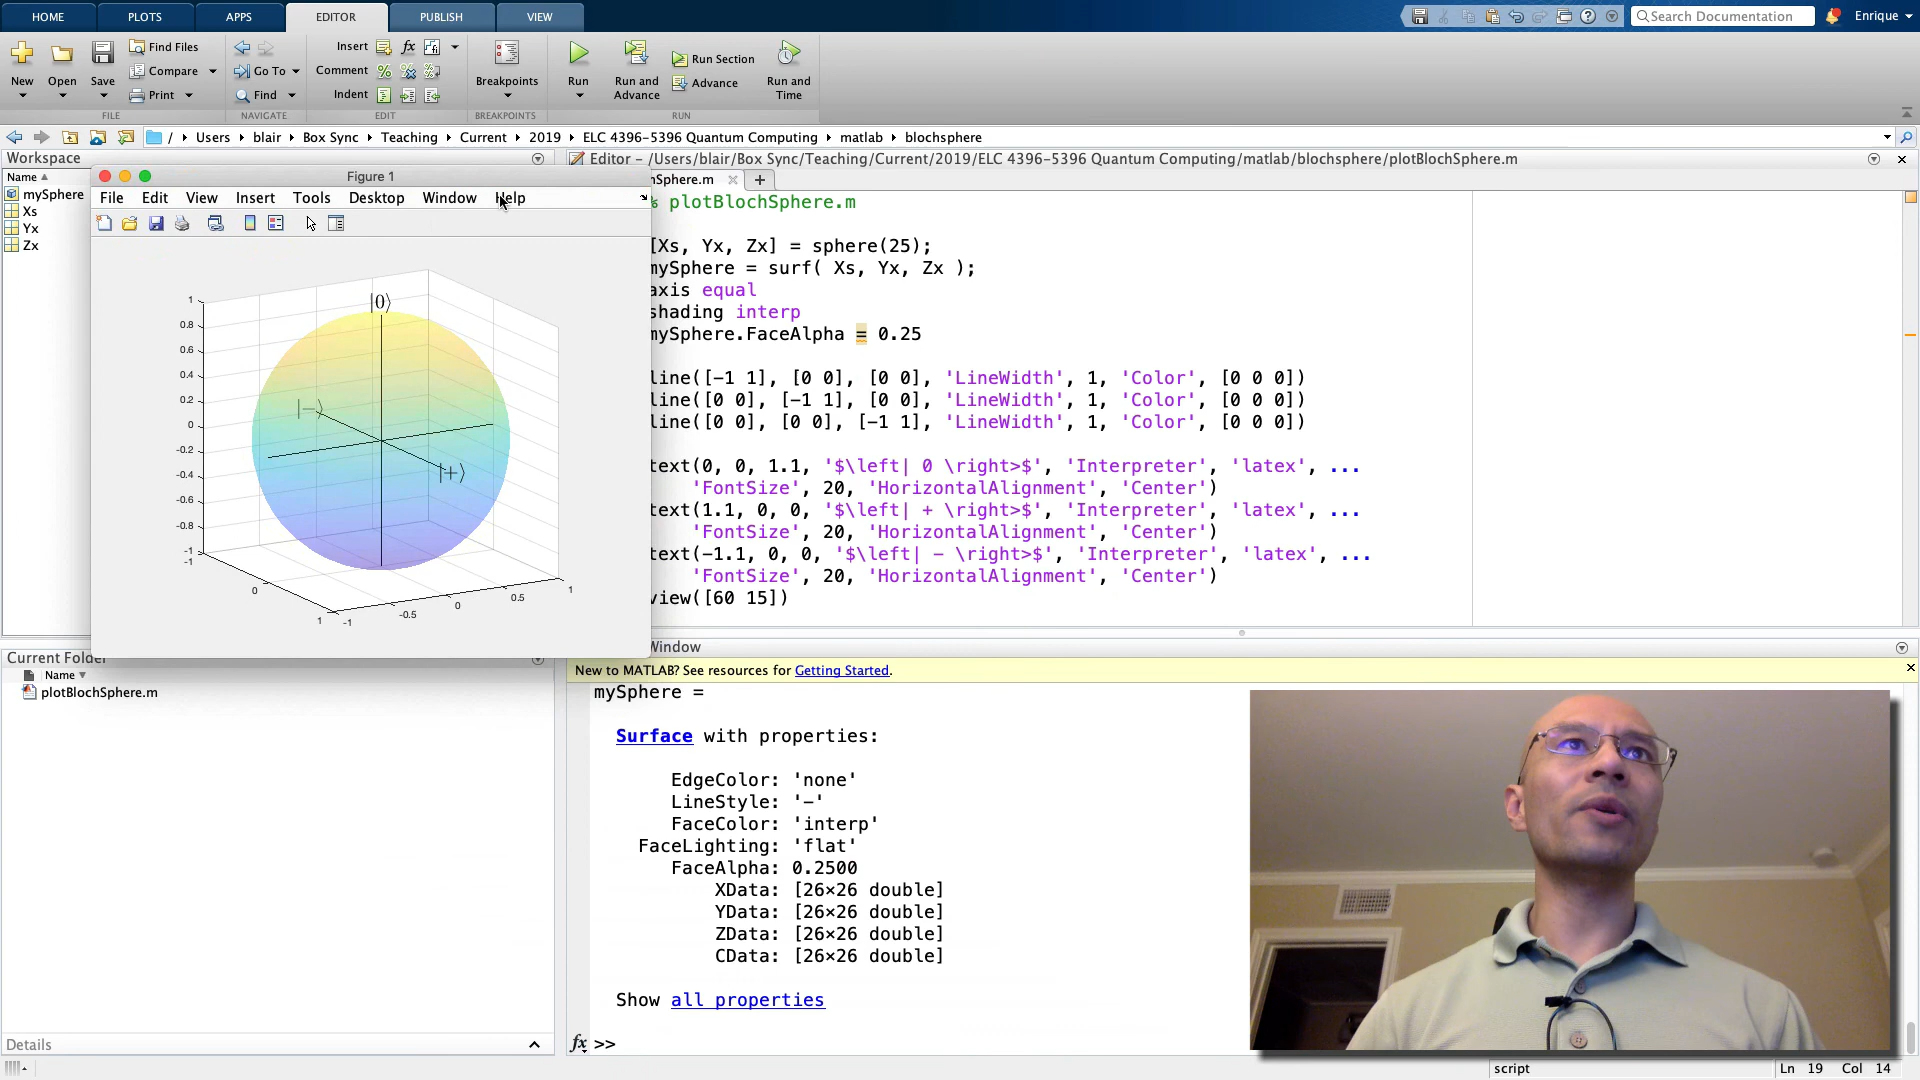 HOME PLOTS APPS EDITOR PUBLISH VIEW
Search Documentation
Enrique
New
Open
Save
Find Files
Compare
Print
FILE
Go To
Find
NAVIGATE
Insert fx
Comment
Indent
EDIT
Breakpoints
BREAKPOINTS
Run
Run and
Advance
Run Section
Advance
Run and
Time
RUN
/ Users blair Box Sync Teaching Current 2019 ELC 4396-5396 Quantum Computing matlab blochsphere
Workspace
Name
mySphere
Xs
Yx
Zx
Editor - /Users/blair/Box Sync/Teaching/Current/2019/ELC 4396-5396 Quantum Computing/matlab/blochsphere/plotBlochSphere.m
hSphere.m
+
Figure 1
File Edit View Insert Tools Desktop Window Help
|0⟩
|−⟩
|+⟩
1
0.8
0.6
0.4
0.2
0
-0.2
-0.4
-0.6
-0.8
-1
-1
0
1
-1
-0.5
0
0.5
1
% plotBlochSphere.m
[Xs, Yx, Zx] = sphere(25);
mySphere = surf( Xs, Yx, Zx );
axis equal
shading interp
mySphere.FaceAlpha = 0.25
line([-1 1], [0 0], [0 0], 'LineWidth', 1, 'Color', [0 0 0])
line([0 0], [-1 1], [0 0], 'LineWidth', 1, 'Color', [0 0 0])
line([0 0], [0 0], [-1 1], 'LineWidth', 1, 'Color', [0 0 0])
text(0, 0, 1.1, '$\left| 0 \right>$', 'Interpreter', 'latex', ...
'FontSize', 20, 'HorizontalAlignment', 'Center')
text(1.1, 0, 0, '$\left| + \right>$', 'Interpreter', 'latex', ...
'FontSize', 20, 'HorizontalAlignment', 'Center')
text(-1.1, 0, 0, '$\left| - \right>$', 'Interpreter', 'latex', ...
'FontSize', 20, 'HorizontalAlignment', 'Center')
view([60 15])
Current Folder
Name
plotBlochSphere.m
Details
Window
New to MATLAB? See resources for Getting Started.
mySphere =
Surface with properties:
EdgeColor: 'none'
LineStyle: '-'
FaceColor: 'interp'
FaceLighting: 'flat'
FaceAlpha: 0.2500
XData: [26×26 double]
YData: [26×26 double]
ZData: [26×26 double]
CData: [26×26 double]
Show all properties
fx >>
script
Ln 19 Col 14